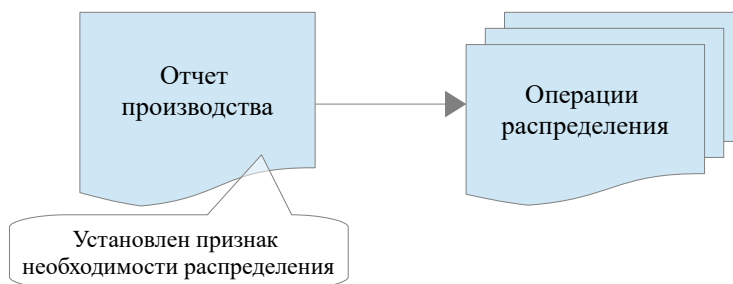 Отчет
производства
Операции
распределения
Установлен признак
необходимости распределения